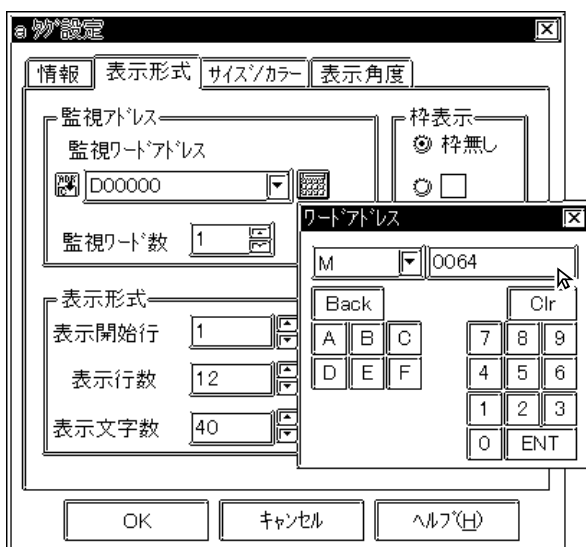 a ﾀｸﾞ設定
情報 表示形式 ｻｲｽﾞ/ｶﾗｰ 表示角度
監視ｱﾄﾞﾚｽ
監視ﾜｰﾄﾞｱﾄﾞﾚｽ
D00000
監視ﾜｰﾄﾞ数 1
枠表示
枠無し
表示形式
表示開始行 1
表示行数 12
表示文字数 40
ﾜｰﾄﾞｱﾄﾞﾚｽ
M 0064
Back Clr
A B C 7 8 9
D E F 4 5 6
1 2 3
0 ENT
OK ｷｬﾝｾﾙ ﾍﾙﾌﾟ(H)